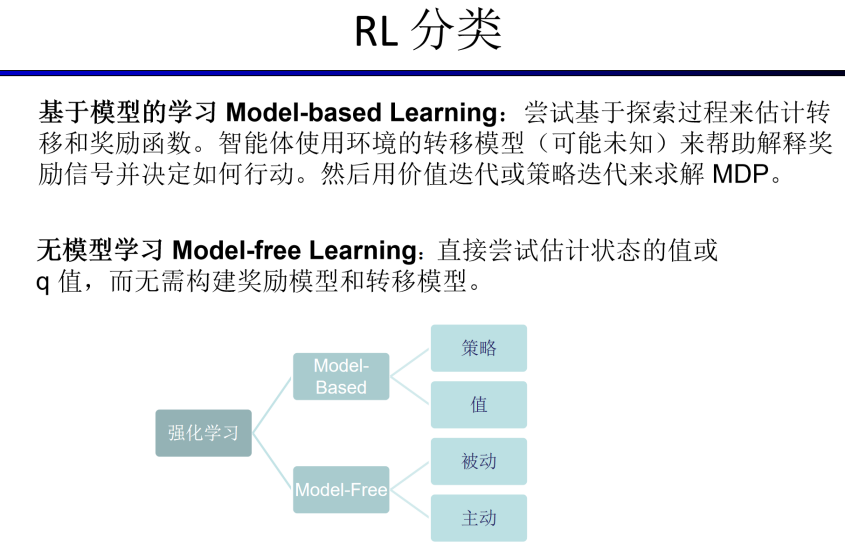 RL 分类
基于模型的学习 Model-based Learning：尝试基于探索过程来估计转
移和奖励函数。智能体使用环境的转移模型（可能未知）来帮助解释奖
励信号并决定如何行动。然后用价值迭代或策略迭代来求解 MDP。
无模型学习 Model-free Learning：直接尝试估计状态的值或
q 值，而无需构建奖励模型和转移模型。
强化学习
Model-
Based
策略
值
Model-Free
被动
主动